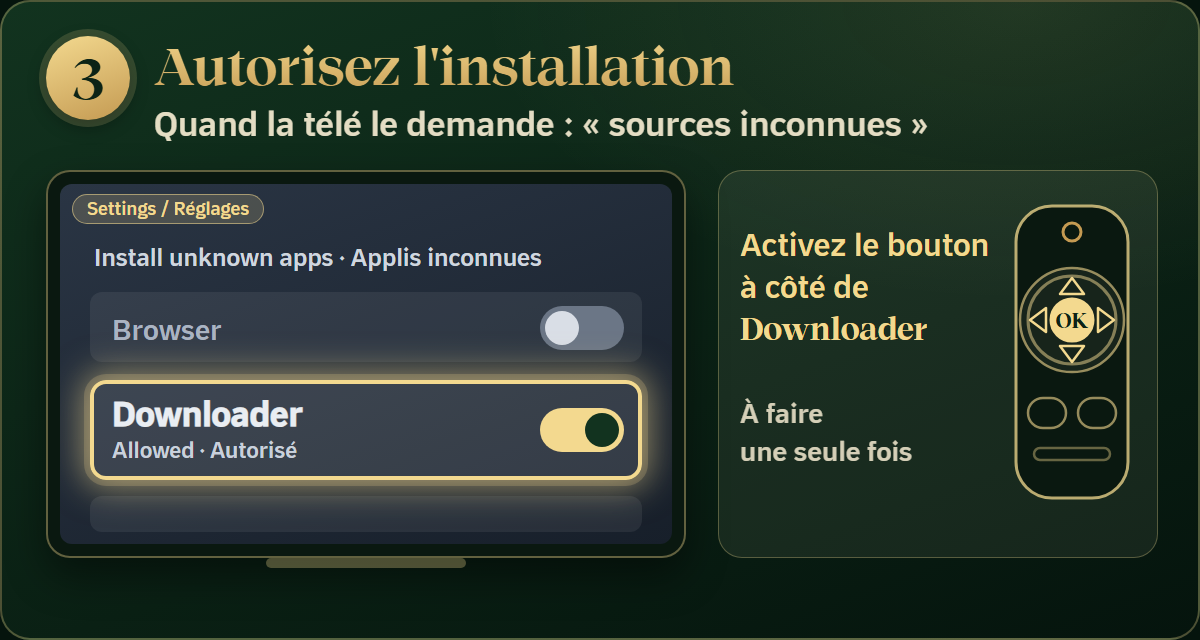 3
Autorisez l'installation
Quand la télé le demande : « sources inconnues »
Settings / Réglages
Install unknown apps · Applis inconnues
Browser
Downloader
Allowed · Autorisé
Activez le bouton
à côté de
Downloader
À faire
une seule fois
OK